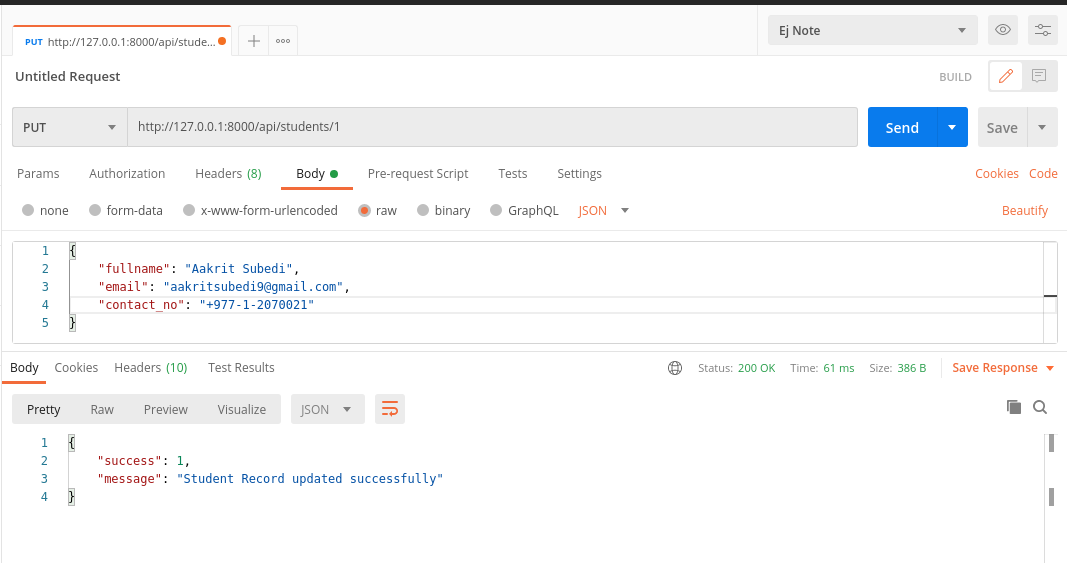 PUT http://127.0.0.1:8000/api/stude...
Ej Note
Untitled Request
BUILD
PUT
http://127.0.0.1:8000/api/students/1
Send
Save
Params Authorization Headers (8) Body Pre-request Script Tests Settings Cookies Code
none form-data x-www-form-urlencoded raw binary GraphQL JSON Beautify
1 {
2 "fullname": "Aakrit Subedi",
3 "email": "aakritsubedi9@gmail.com",
4 "contact_no": "+977-1-2070021"
5 }
Body Cookies Headers (10) Test Results Status: 200 OK Time: 61 ms Size: 386 B Save Response
Pretty Raw Preview Visualize JSON
1 {
2 "success": 1,
3 "message": "Student Record updated successfully"
4 }